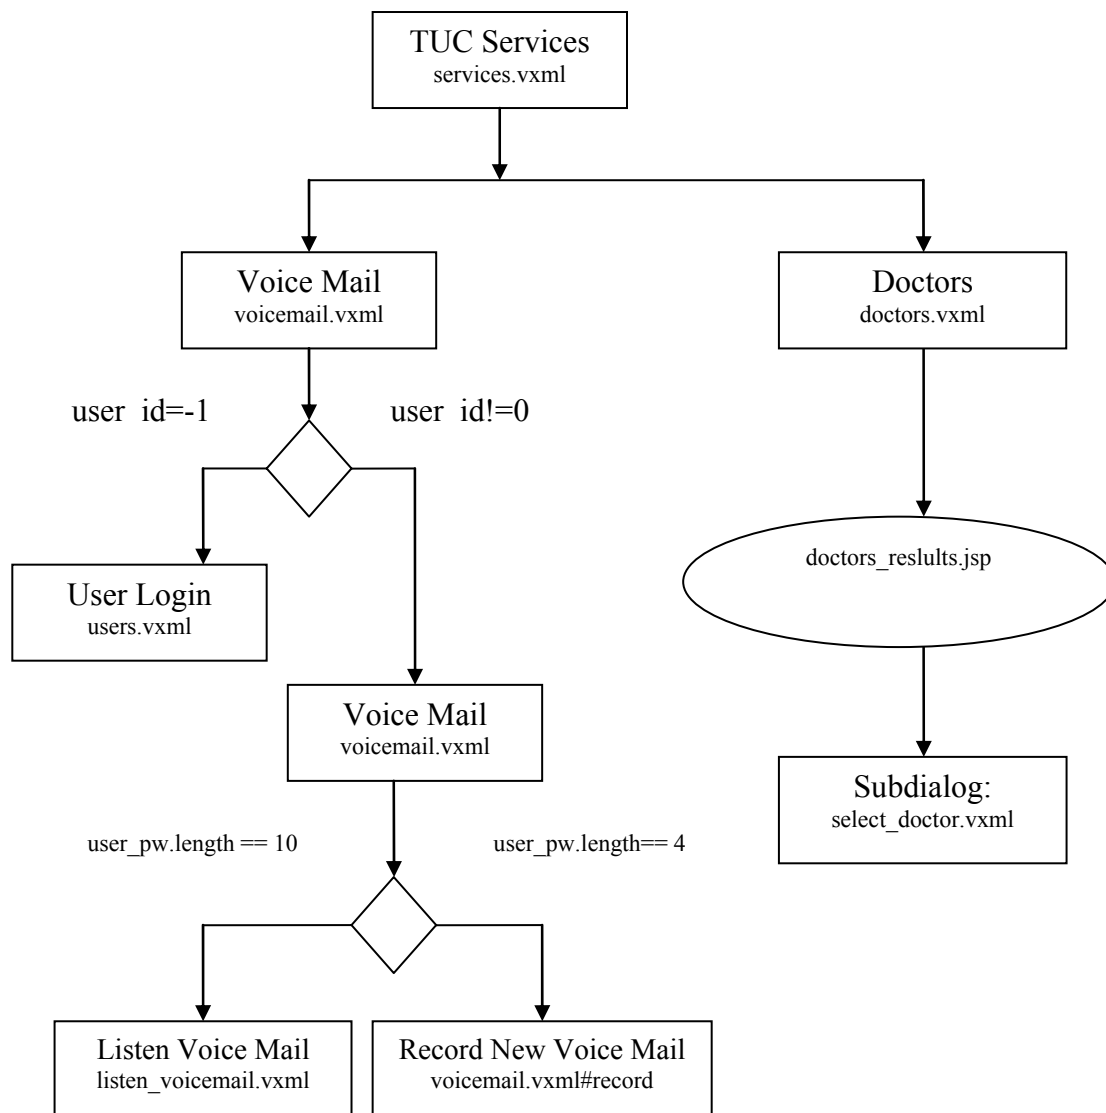 TUC Services
services.vxml
Voice Mail
voicemail.vxml
Doctors
doctors.vxml
user id=-1
user id!=0
doctors_reslults.jsp
User Login
users.vxml
Voice Mail
voicemail.vxml
Subdialog:
select_doctor.vxml
user_pw.length == 10
user_pw.length== 4
Listen Voice Mail
listen_voicemail.vxml
Record New Voice Mail
voicemail.vxml#record